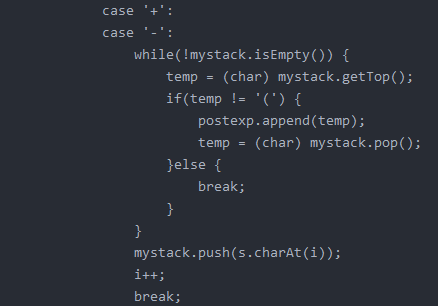 case '+':
case '-':
while(!mystack.isEmpty()) {
temp = (char) mystack.getTop();
if(temp != '(') {
postexp.append(temp);
temp = (char) mystack.pop();
}else {
break;
}
}
mystack.push(s.charAt(i));
i++;
break;